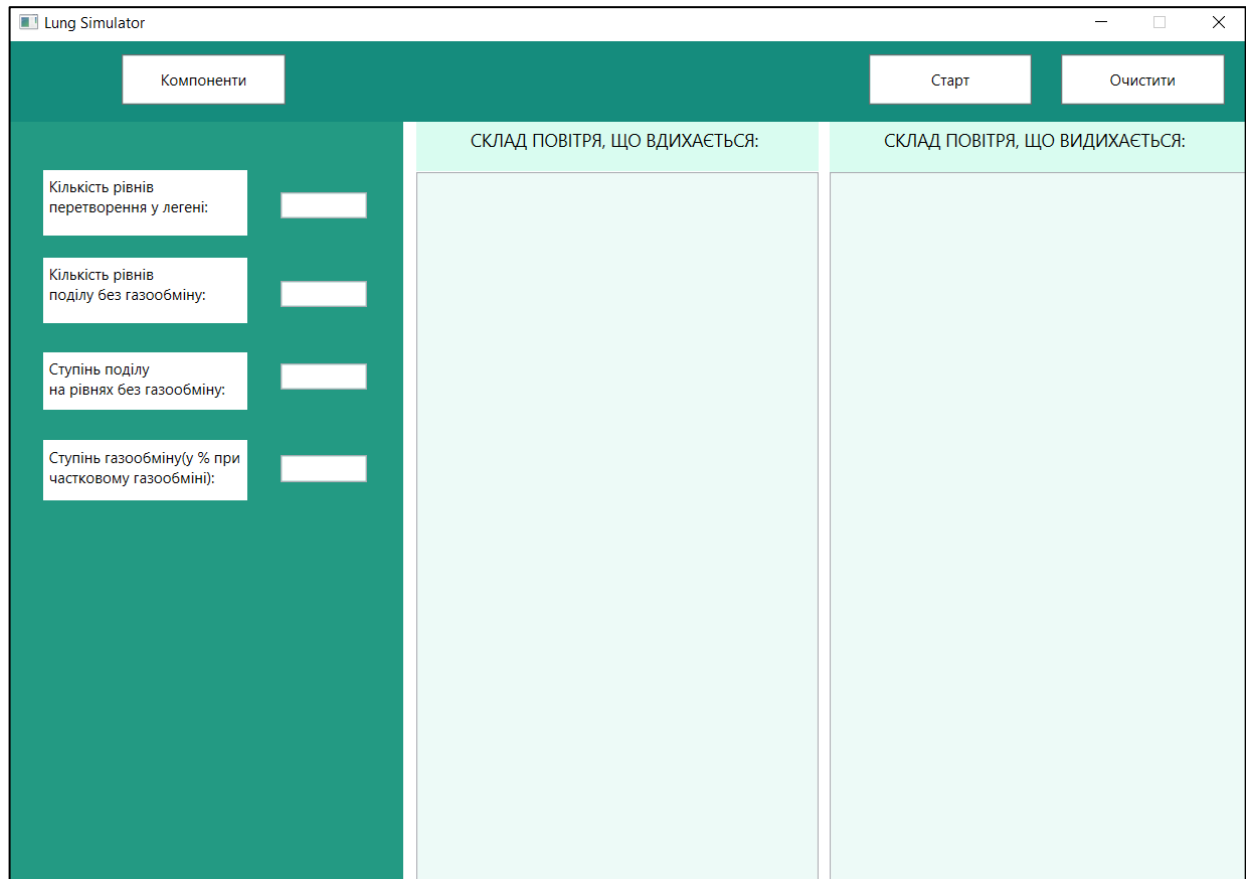 Lung Simulator
Компоненти
Старт
Очистити
СКЛАД ПОВІТРЯ, ЩО ВДИХАЄТЬСЯ:
СКЛАД ПОВІТРЯ, ЩО ВИДИХАЄТЬСЯ:
Кількість рівнів
перетворення у легені:
Кількість рівнів
поділу без газообміну:
Ступінь поділу
на рівнях без газообміну:
Ступінь газообміну(у % при
частковому газообміні):